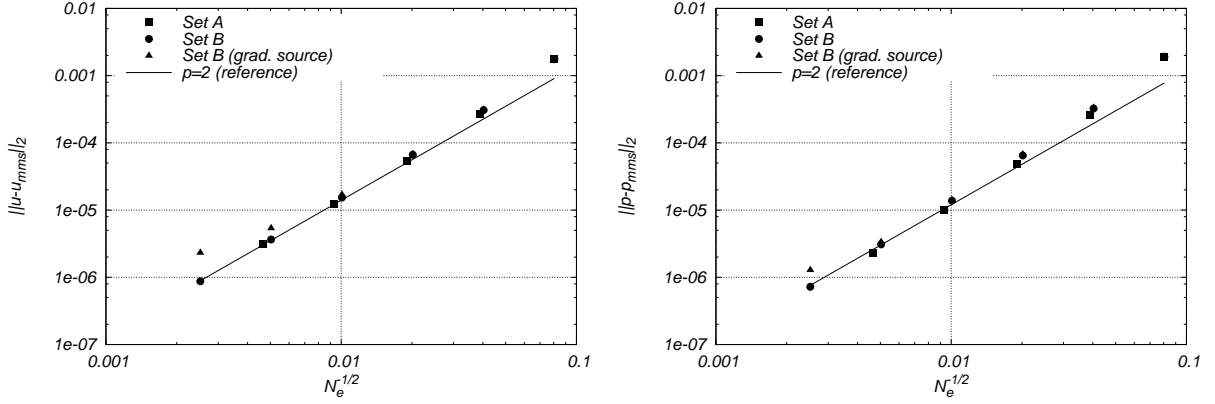 0.01
0.001
1e-04
1e-05
1e-06
1e-07
0.001
0.01
0.1
||u-u_mms||_2
N_e^-1/2
Set A
Set B
Set B (grad. source)
p=2 (reference)
0.01
0.001
1e-04
1e-05
1e-06
1e-07
0.001
0.01
0.1
||p-p_mms||_2
N_e^-1/2
Set A
Set B
Set B (grad. source)
p=2 (reference)